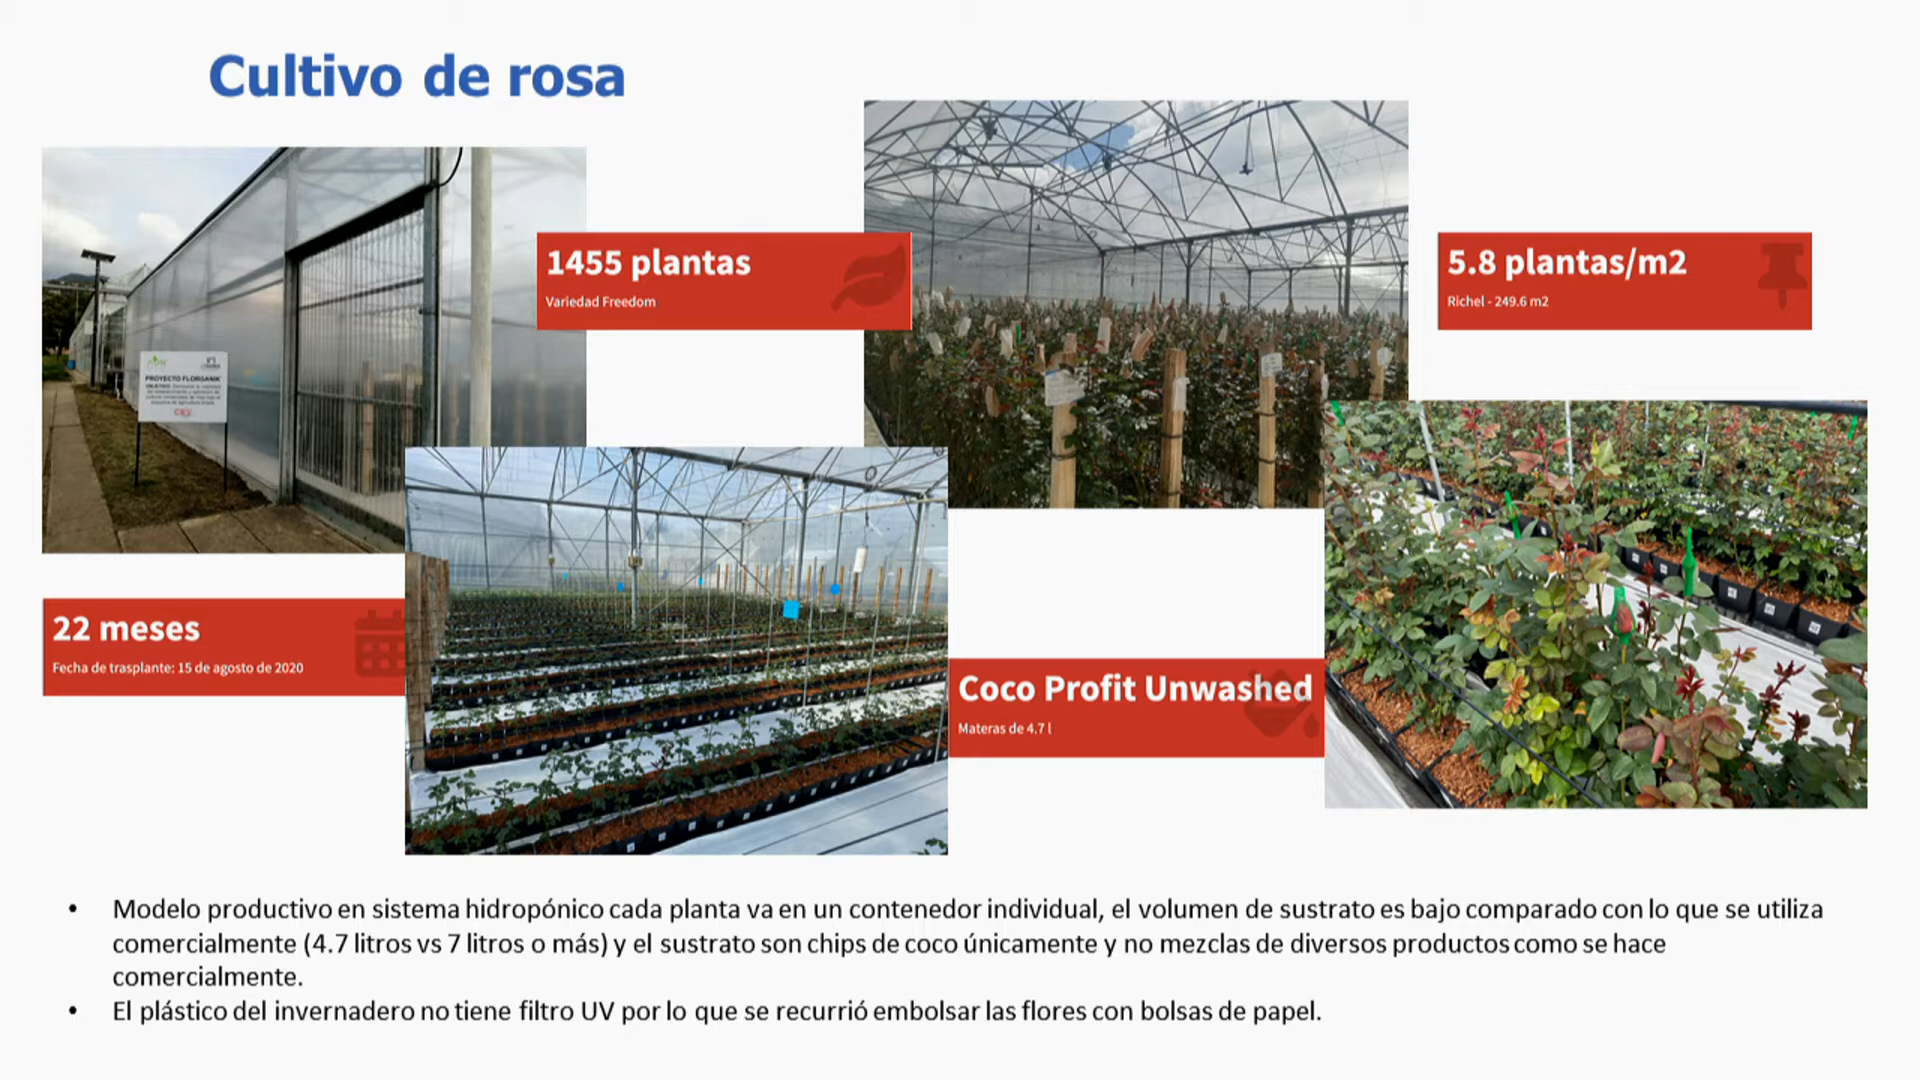 Cultivo de rosa
1455 plantas
Variedad Freedom
5.8 plantas/m2
Richel - 249.6 m2
PROYECTO FLORGANIK
22 meses
Fecha de trasplante: 15 de agosto de 2020
Coco Profit Unwashed
Materas de 4.7 l
• Modelo productivo en sistema hidropónico cada planta va en un contenedor individual, el volumen de sustrato es bajo comparado con lo que se utiliza
comercialmente (4.7 litros vs 7 litros o más) y el sustrato son chips de coco únicamente y no mezclas de diversos productos como se hace
comercialmente.
• El plástico del invernadero no tiene filtro UV por lo que se recurrió embolsar las flores con bolsas de papel.